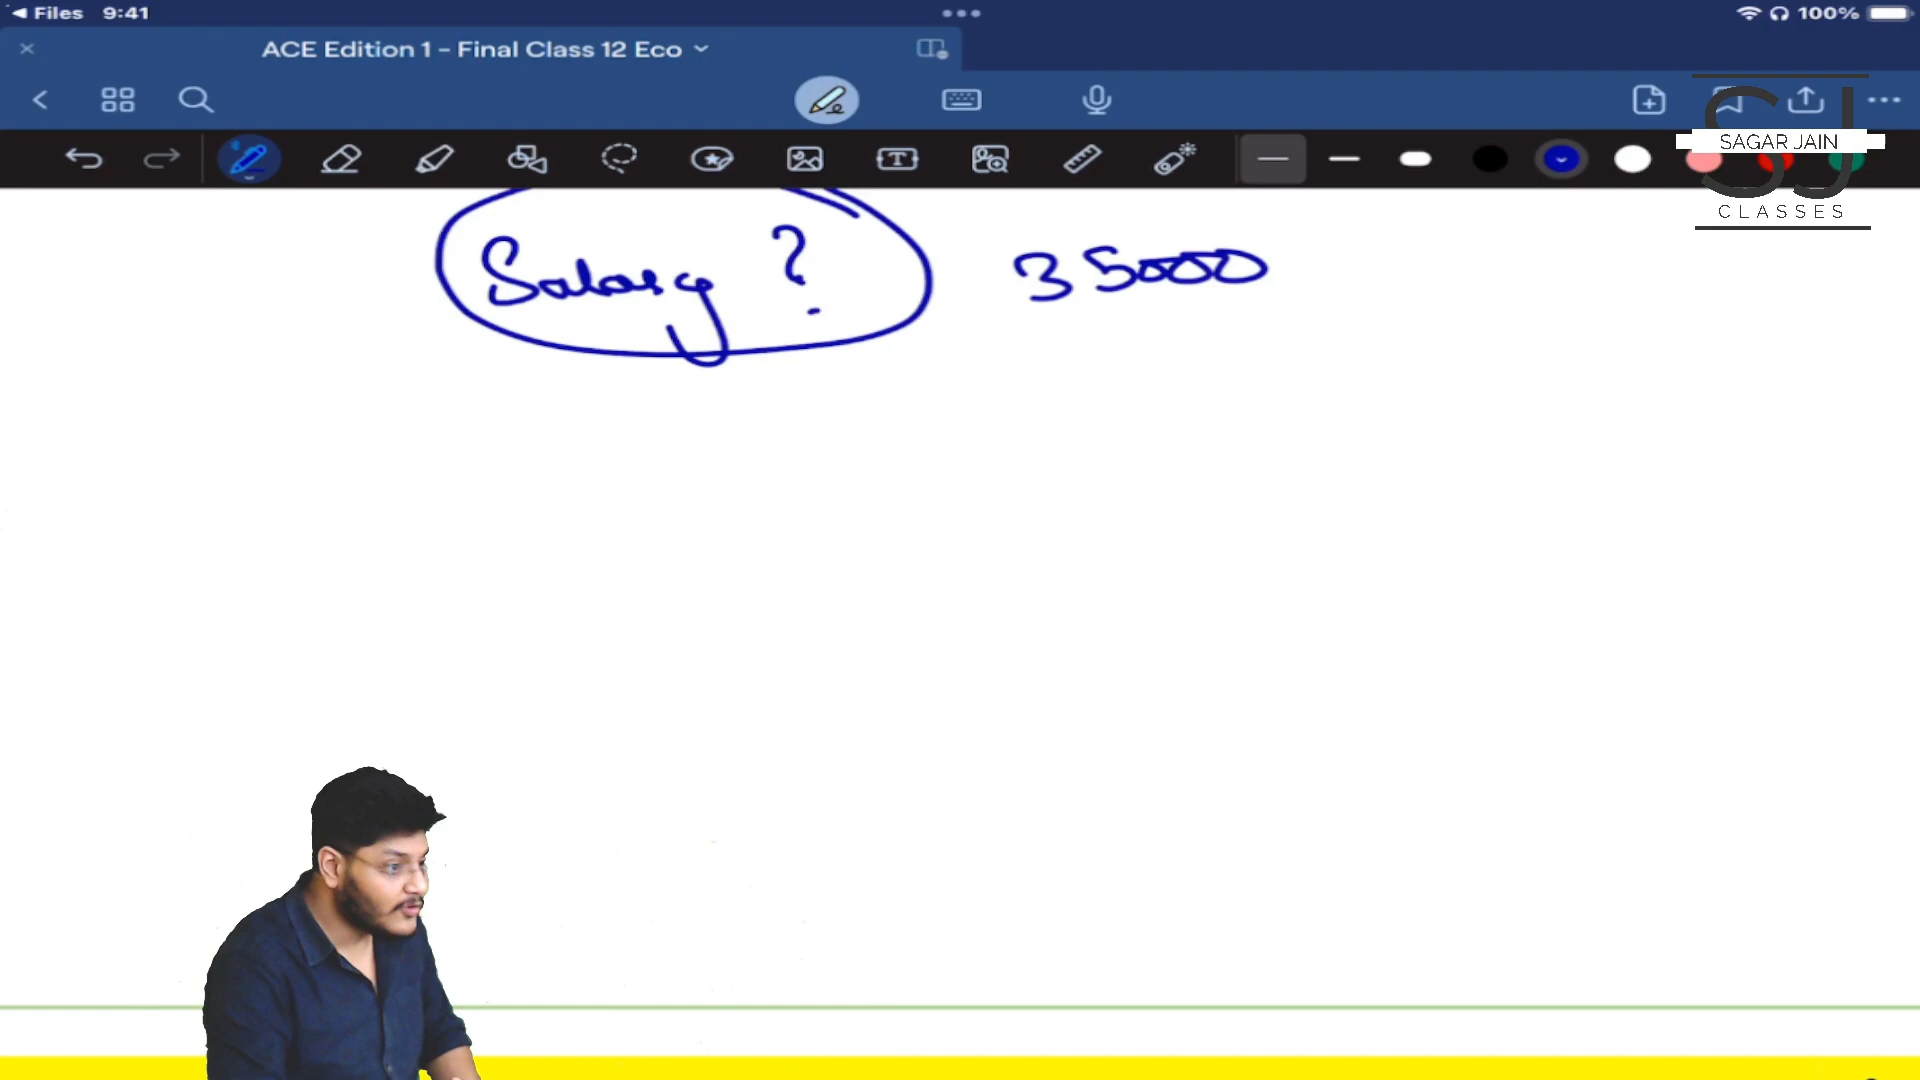 Files 9:41 100%
ACE Edition 1 - Final Class 12 Eco
SAGAR JAIN
CLASSES
Salary ? 35000